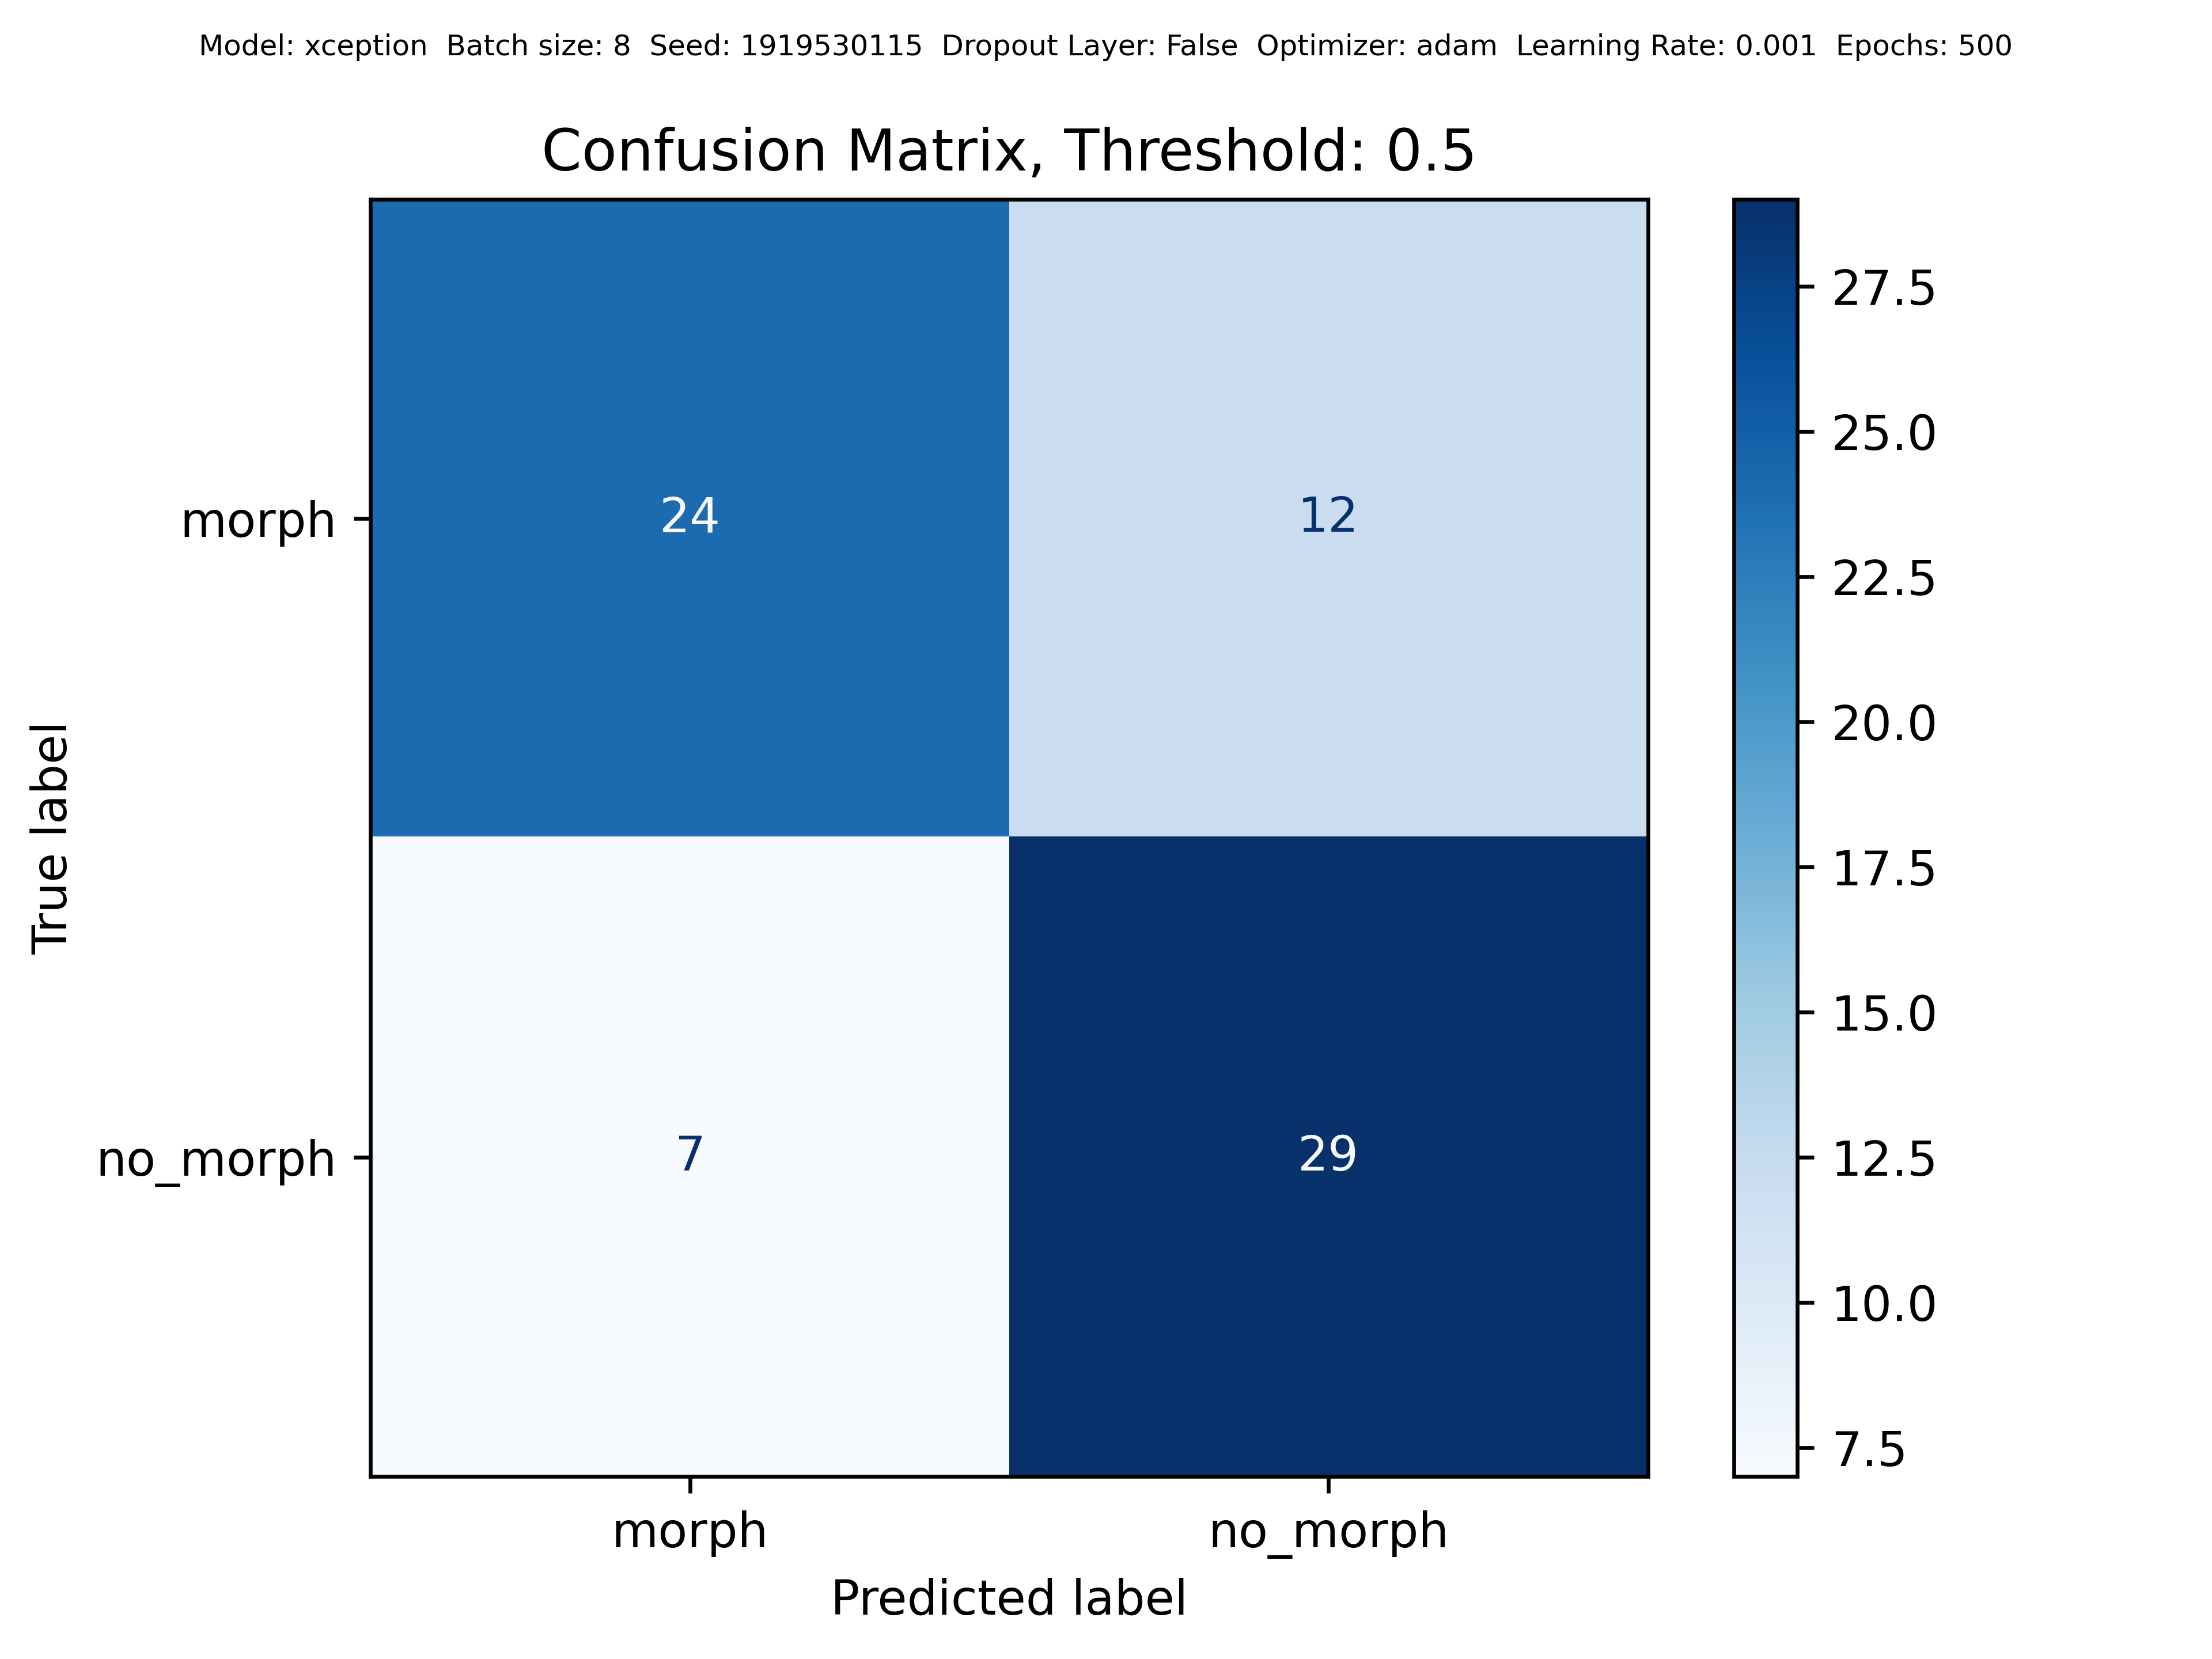 Model: xception  Batch size: 8  Seed: 1919530115  Dropout Layer: False  Optimizer: adam  Learning Rate: 0.001  Epochs: 500
Confusion Matrix, Threshold: 0.5
True label
morph
24
12
no_morph
7
29
morph
no_morph
Predicted label
27.5
25.0
22.5
20.0
17.5
15.0
12.5
10.0
7.5